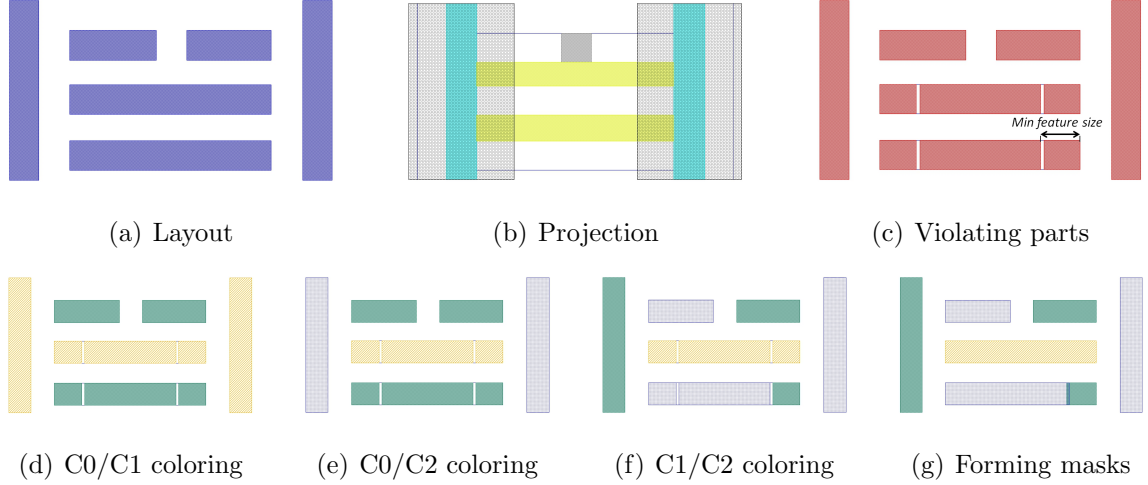 Min feature size
(a) Layout
(b) Projection
(c) Violating parts
(d) C0/C1 coloring
(e) C0/C2 coloring
(f) C1/C2 coloring
(g) Forming masks